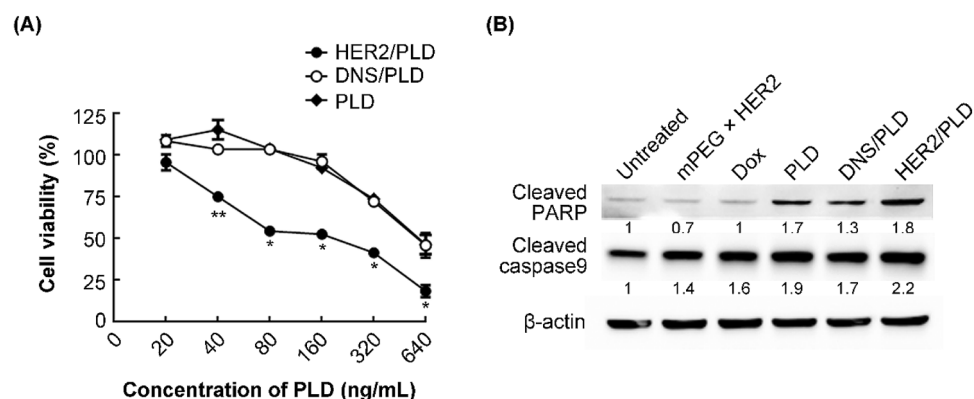 (A)
HER2/PLD
DNS/PLD
PLD
125
100
75
50
25
0
Cell viability (%)
**
*
*
*
*
0
20
40
80
160
320
640
Concentration of PLD (ng/mL)
(B)
Untreated
mPEG × HER2
Dox
PLD
DNS/PLD
HER2/PLD
Cleaved
PARP
1 0.7 1 1.7 1.3 1.8
Cleaved
caspase9
1 1.4 1.6 1.9 1.7 2.2
β-actin